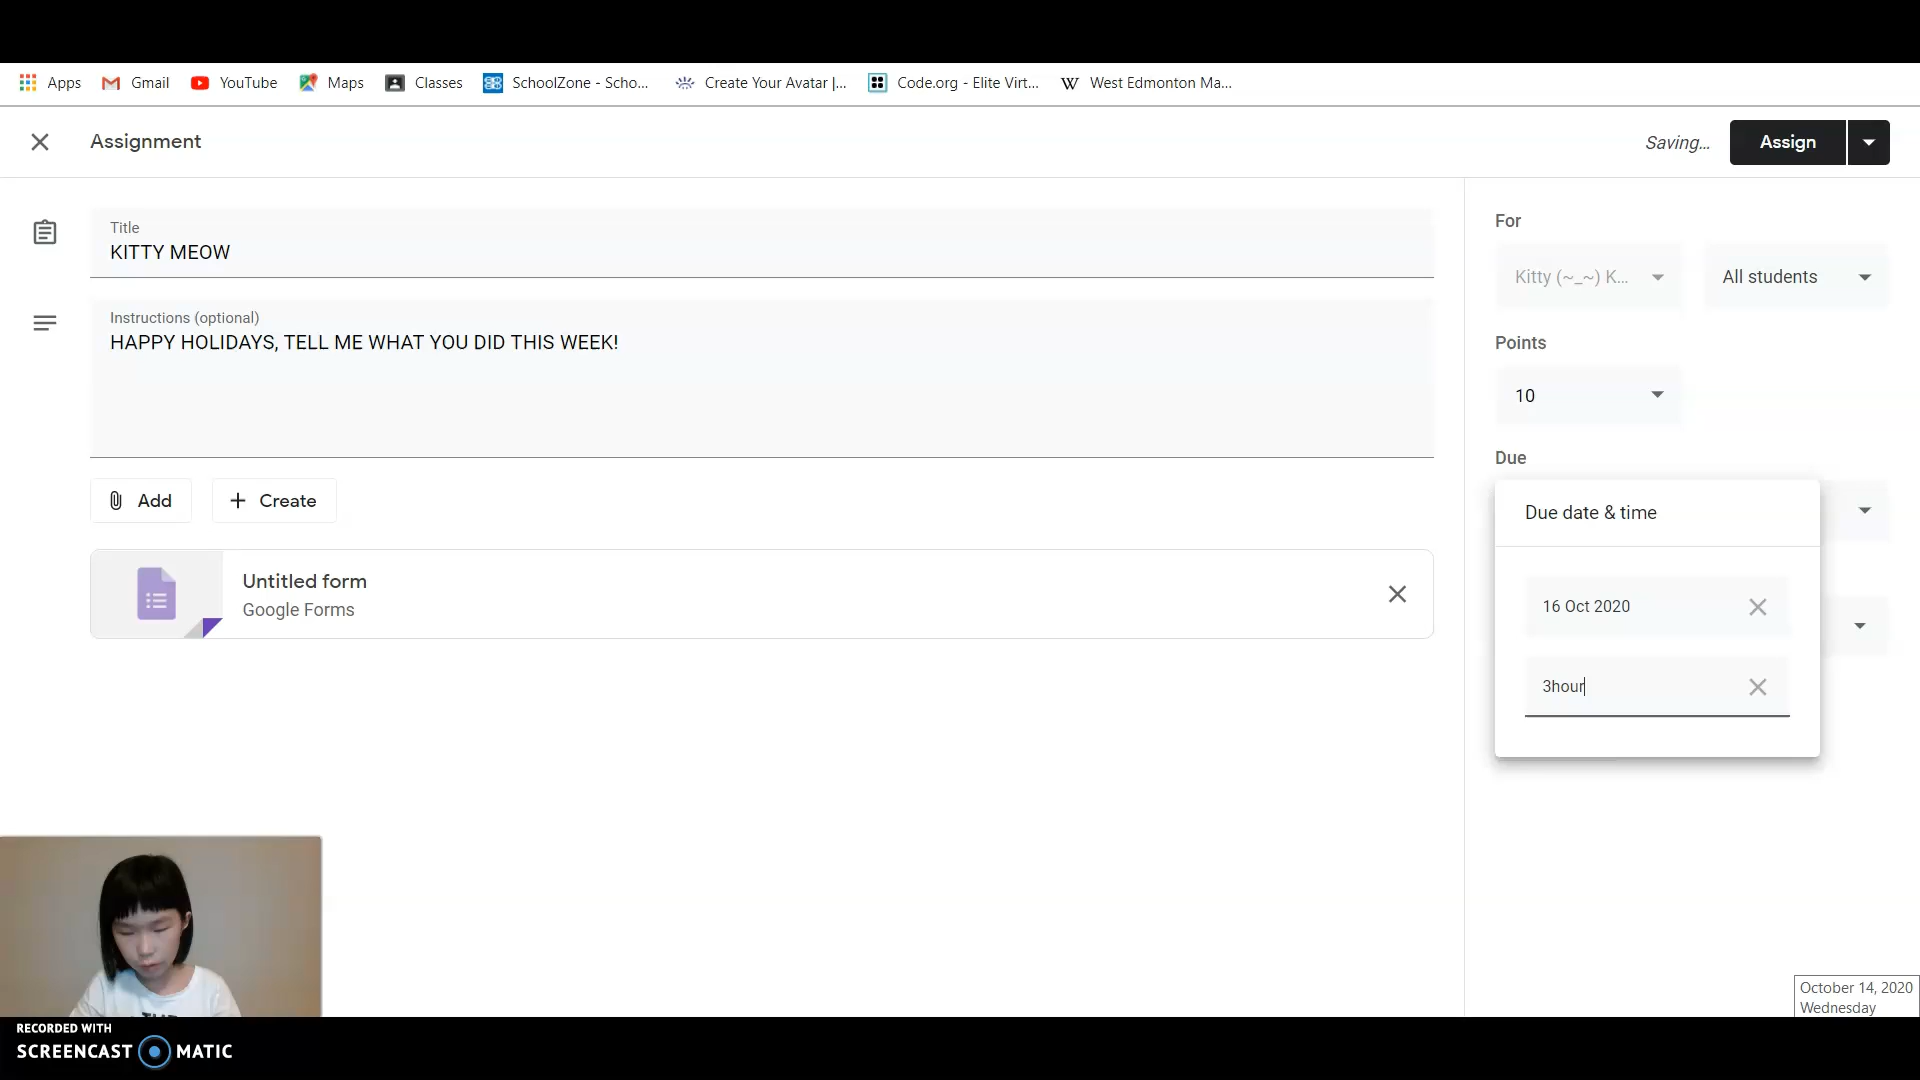 Apps Gmail YouTube Maps Classes SchoolZone - Scho... Create Your Avatar |... Code.org - Elite Virt... West Edmonton Ma...
Assignment
Saving...
Assign
Title
KITTY MEOW
Instructions (optional)
HAPPY HOLIDAYS, TELL ME WHAT YOU DID THIS WEEK!
Add
Create
Untitled form
Google Forms
For
Kitty (~_~) K...
All students
Points
10
Due
Due date & time
16 Oct 2020
3hour
October 14, 2020
Wednesday
RECORDED WITH
SCREENCAST MATIC